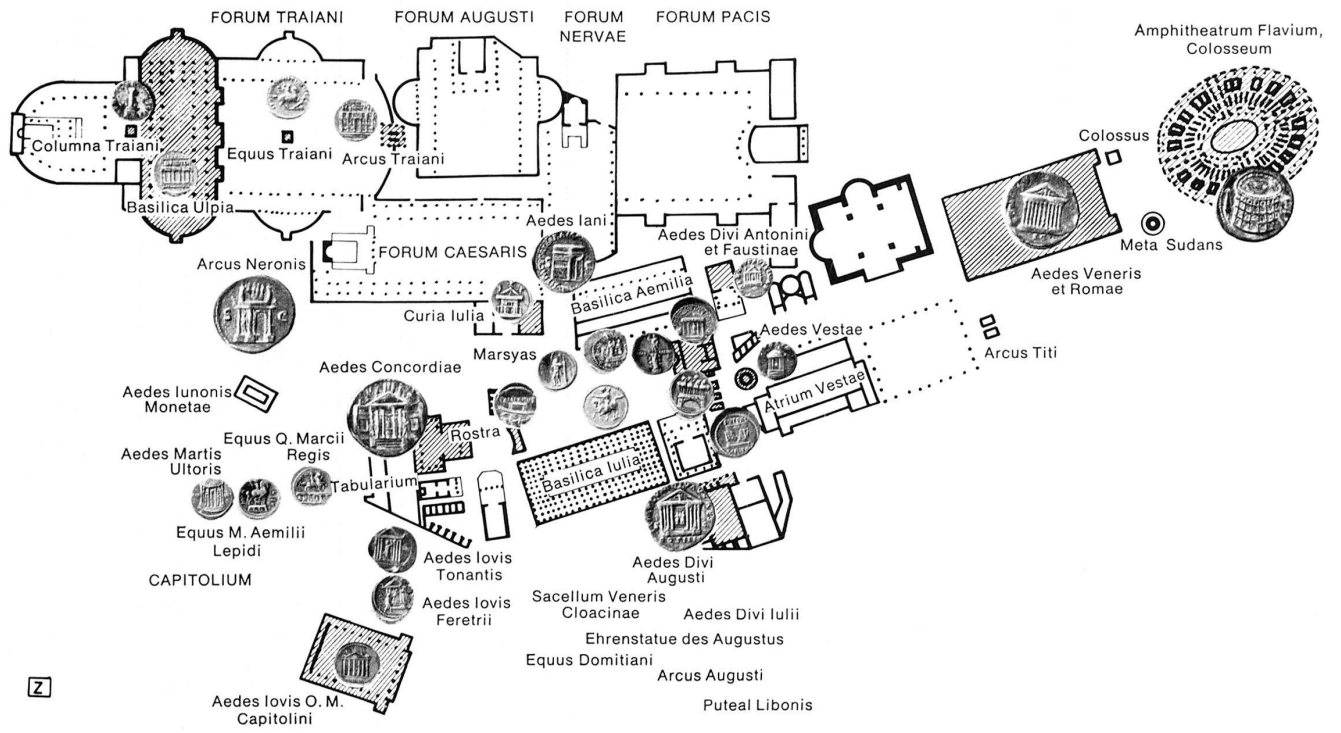 FORUM TRAIANI
FORUM AUGUSTI
FORUM
NERVAE
FORUM PACIS
Amphitheatrum Flavium,
Colosseum
Columna Traiani
Equus Traiani
Arcus Traiani
Colossus
Basilica Ulpia
Aedes Iani
Aedes Divi Antonini
et Faustinae
Meta Sudans
FORUM CAESARIS
Arcus Neronis
Aedes Veneris
et Romae
Basilica Aemilia
Curia Iulia
Aedes Vestae
Marsyas
Arcus Titi
Aedes Concordiae
Aedes Iunonis
Monetae
Atrium Vestae
Rostra
Equus Q. Marcii
Regis
Aedes Martis
Ultoris
Tabularium
Basilica Iulia
Equus M. Aemilii
Lepidi
Aedes Iovis
Tonantis
Aedes Divi
Augusti
CAPITOLIUM
Aedes Iovis
Feretrii
Sacellum Veneris
Cloacinae
Aedes Divi Iulii
Ehrenstatue des Augustus
Equus Domitiani
Arcus Augusti
Z
Aedes Iovis O. M.
Capitolini
Puteal Libonis
S C